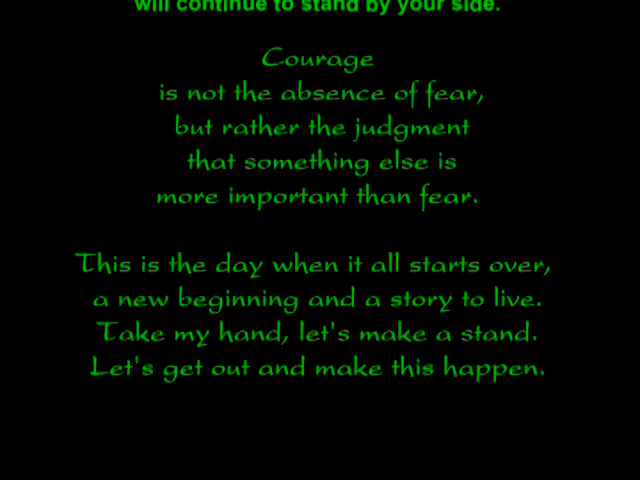 will continue to stand by your side.
Courage
is not the absence of fear,
but rather the judgment
that something else is
more important than fear.
This is the day when it all starts over,
a new beginning and a story to live.
Take my hand, let's make a stand.
Let's get out and make this happen.